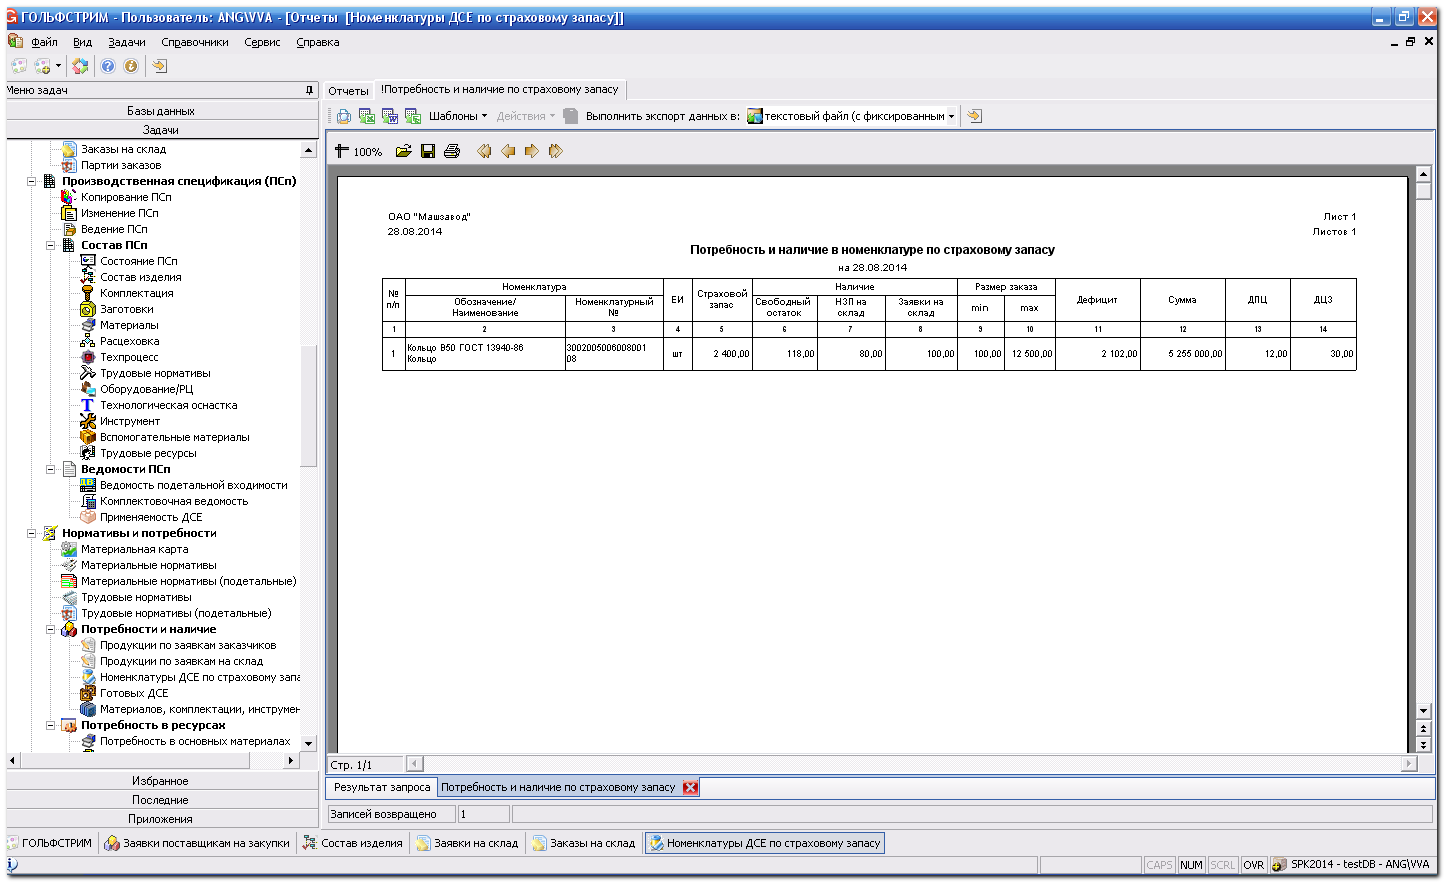 ГОЛЬФСТРИМ - Пользователь: ANG\VVA - [Отчеты [Номенклатуры ДСЕ по страховому запасу]]
Файл Вид Задачи Справочники Сервис Справка
Меню задач
Базы данных
Задачи
Заказы на склад
Партии заказов
Производственная спецификация (ПСп)
Копирование ПСп
Изменение ПСп
Ведение ПСп
Состав ПСп
Состояние ПСп
Состав изделия
Комплектация
Заготовки
Материалы
Расцеховка
Техпроцесс
Трудовые нормативы
Оборудование/РЦ
Технологическая оснастка
Инструмент
Вспомогательные материалы
Трудовые ресурсы
Ведомости ПСп
Ведомость подетальной входимости
Комплектовочная ведомость
Применяемость ДСЕ
Нормативы и потребности
Материальная карта
Материальные нормативы
Материальные нормативы (подетальные)
Трудовые нормативы
Трудовые нормативы (подетальные)
Потребности и наличие
Продукции по заявкам заказчиков
Продукции по заявкам на склад
Номенклатуры ДСЕ по страховому запа
Готовых ДСЕ
Материалов, комплектации, инструмен
Потребность в ресурсах
Потребность в основных материалах
Избранное
Последние
Приложения
Отчеты !Потребность и наличие по страховому запасу
Шаблоны Действия Выполнить экспорт данных в: текстовый файл (с фиксированным
100%
ОАО "Машзавод" Лист 1
28.08.2014 Листов 1
Потребность и наличие в номенклатуре по страховому запасу
на 28.08.2014
№ п/п Номенклатура ЕИ Страховой запас Наличие Размер заказа Дефицит Сумма ДПЦ ДЦЗ
Обозначение/ Наименование Номенклатурный № Свободный остаток НЗП на склад Заявки на склад min max
1 2 3 4 5 6 7 8 9 10 11 12 13 14
1 Кольцо В50 ГОСТ 13940-86 3002005006008001 шт 2 400,00 118,00 80,00 100,00 100,00 12 500,00 2 102,00 5 255 000,00 12,00 30,00
Кольцо 08
Стр. 1/1
Результат запроса Потребность и наличие по страховому запасу
Записей возвращено 1
ГОЛЬФСТРИМ Заявки поставщикам на закупки Состав изделия Заявки на склад Заказы на склад Номенклатуры ДСЕ по страховому запасу
CAPS NUM SCRL OVR SPK2014 - testDB - ANG\VVA